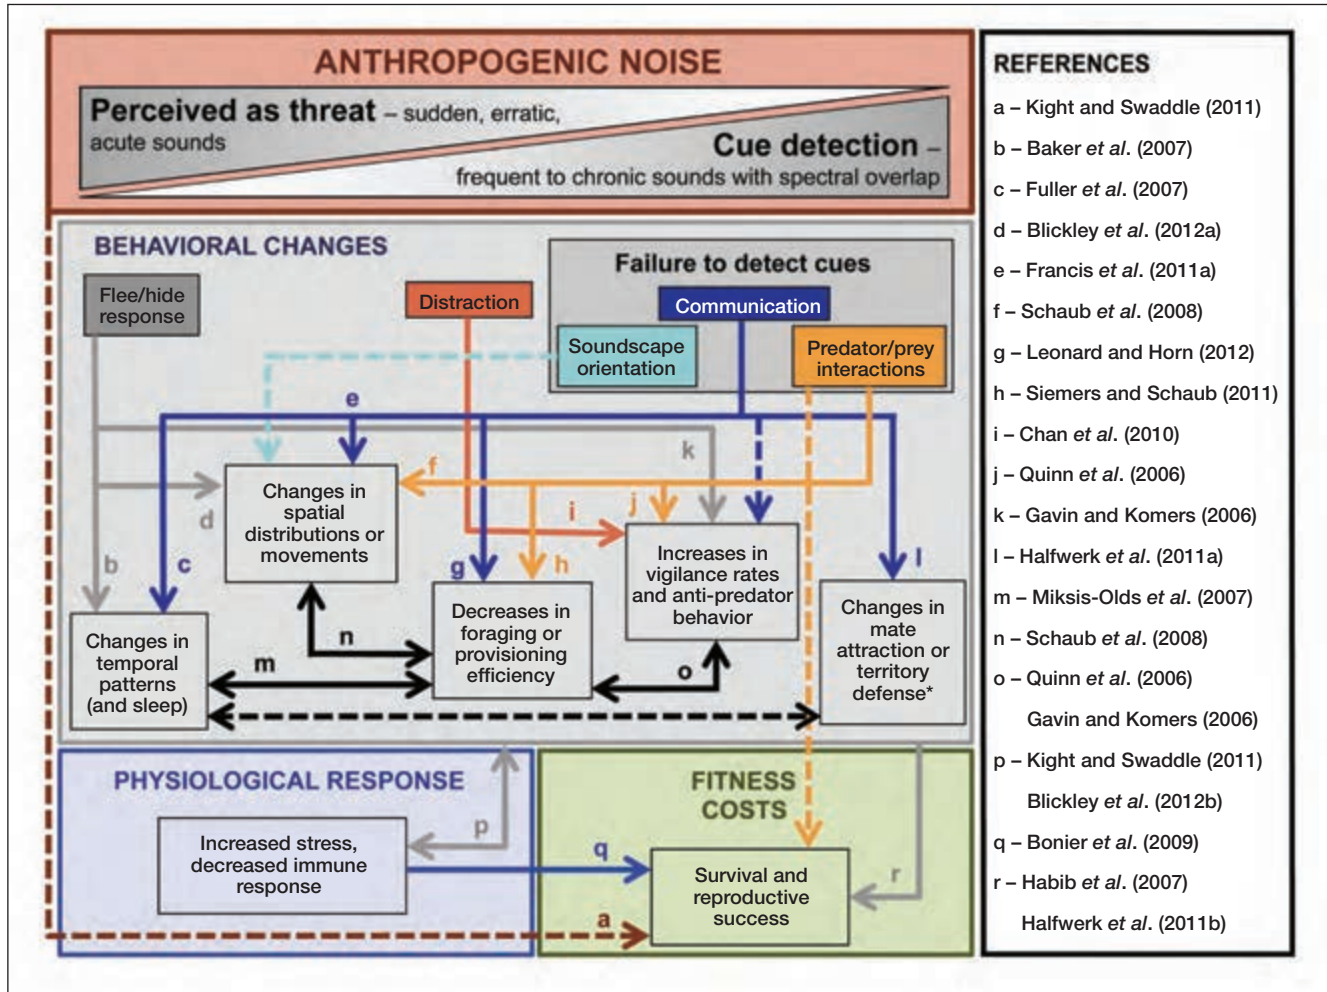 ANTHROPOGENIC NOISE
Perceived as threat – sudden, erratic,
acute sounds
Cue detection –
frequent to chronic sounds with spectral overlap
BEHAVIORAL CHANGES
Flee/hide
response
Distraction
Failure to detect cues
Communication
Soundscape
orientation
Predator/prey
interactions
e
k
f
d
j
i
b
c
g
h
l
Changes in
spatial
distributions or
movements
Increases in
vigilance rates
and anti-predator
behavior
Decreases in
foraging or
provisioning
efficiency
Changes in
mate
attraction or
territory
defense*
Changes in
temporal
patterns
(and sleep)
n
m
o
PHYSIOLOGICAL RESPONSE
Increased stress,
decreased immune
response
p
q
a
FITNESS
COSTS
Survival and
reproductive
success
r
REFERENCES
a – Kight and Swaddle (2011)
b – Baker et al. (2007)
c – Fuller et al. (2007)
d – Blickley et al. (2012a)
e – Francis et al. (2011a)
f – Schaub et al. (2008)
g – Leonard and Horn (2012)
h – Siemers and Schaub (2011)
i – Chan et al. (2010)
j – Quinn et al. (2006)
k – Gavin and Komers (2006)
l – Halfwerk et al. (2011a)
m – Miksis-Olds et al. (2007)
n – Schaub et al. (2008)
o – Quinn et al. (2006)
Gavin and Komers (2006)
p – Kight and Swaddle (2011)
Blickley et al. (2012b)
q – Bonier et al. (2009)
r – Habib et al. (2007)
Halfwerk et al. (2011b)